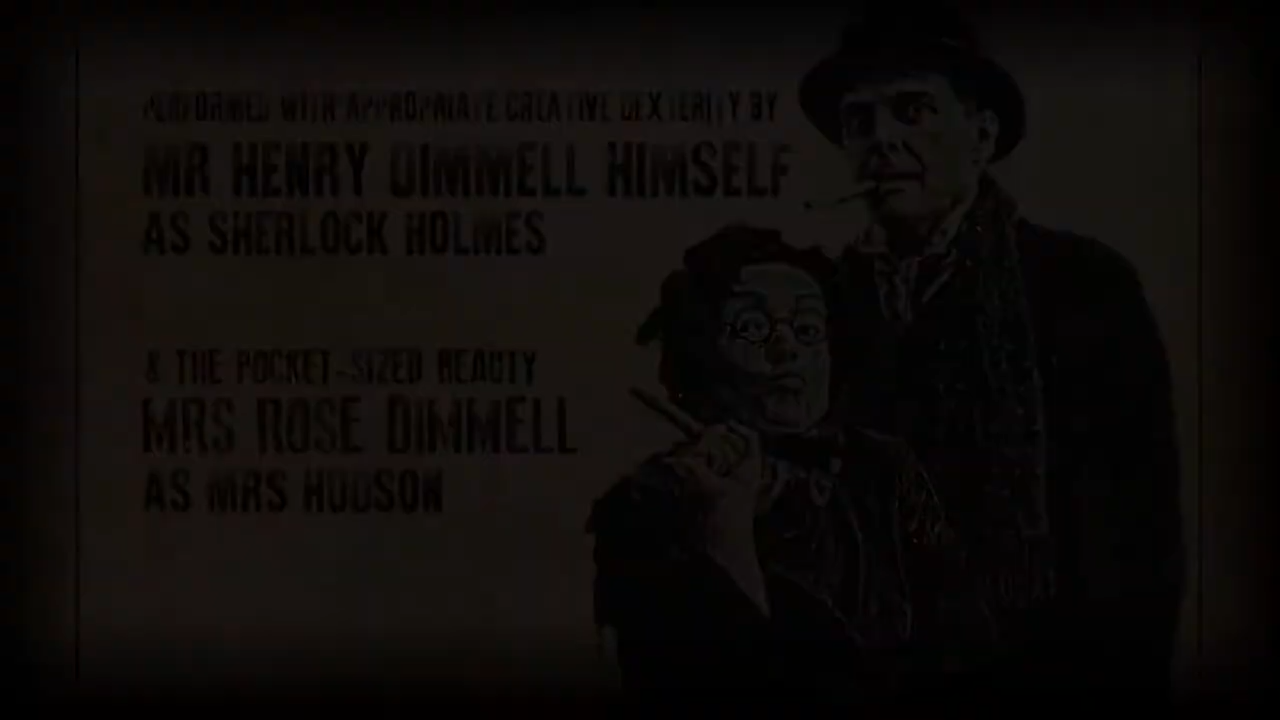 PERFORMED WITH APPROPRIATE CREATIVE DEXTERITY BY
MR HENRY DIMMELL HIMSELF
AS SHERLOCK HOLMES
& THE POCKET-SIZED BEAUTY
MRS ROSE DIMMELL
AS MRS HUDSON